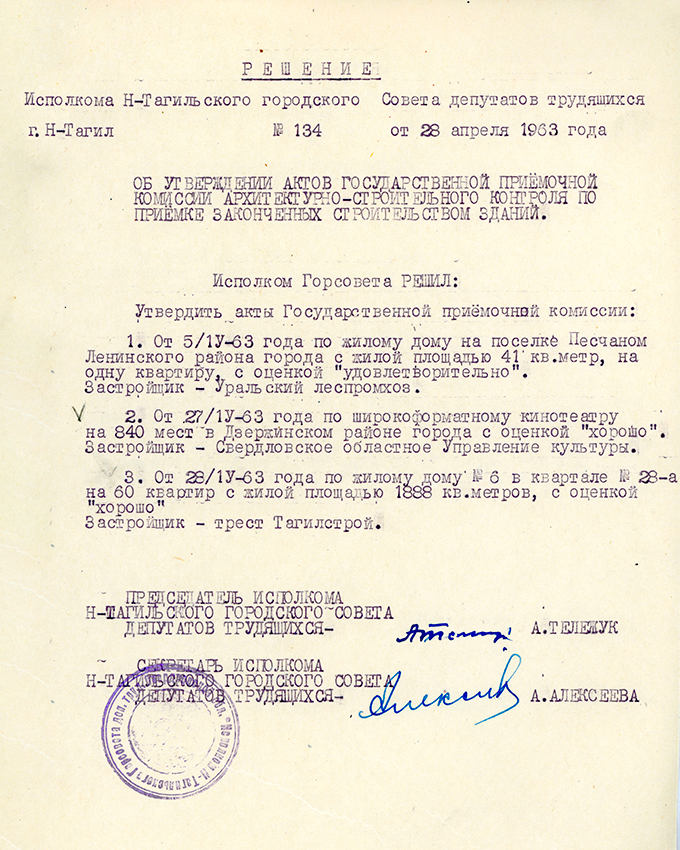 РЕШЕНИЕ
Исполкома Н-Тагильского городского Совета депутатов трудящихся
г. Н-Тагил № 134 от 28 апреля 1963 года
ОБ УТВЕРЖДЕНИИ АКТОВ ГОСУДАРСТВЕННОЙ ПРИЁМОЧНОЙ
КОМИССИИ АРХИТЕКТУРНО-СТРОИТЕЛЬНОГО КОНТРОЛЯ ПО
ПРИЁМКЕ ЗАКОНЧЕННЫХ СТРОИТЕЛЬСТВОМ ЗДАНИЙ.
Исполком Горсовета РЕШИЛ:
Утвердить акты Государственной приёмочной комиссии:
1. От 5/1У-63 года по жилому дому на поселке Песчаном
Ленинского района города с жилой площадью 41 кв.метр, на
одну квартиру, с оценкой "удовлетворительно".
Застройщик - Уральский леспромхоз.
2. От 27/1У-63 года по широкоформатному кинотеатру
на 840 мест в Дзержинском районе города с оценкой "хорошо".
Застройщик - Свердловское областное Управление культуры.
3. От 28/1У-63 года по жилому дому № 6 в квартале № 28-а
на 60 квартир с жилой площадью 1888 кв.метров, с оценкой
"хорошо"
Застройщик - трест Тагилстрой.
ПРЕДСЕДАТЕЛЬ ИСПОЛКОМА
Н-ТАГИЛЬСКОГО ГОРОДСКОГО СОВЕТА
ДЕПУТАТОВ ТРУДЯЩИХСЯ- А.ТЕЛЕЖУК
СЕКРЕТАРЬ ИСПОЛКОМА
Н-ТАГИЛЬСКОГО ГОРОДСКОГО СОВЕТА
ДЕПУТАТОВ ТРУДЯЩИХСЯ- А.АЛЕКСЕЕВА